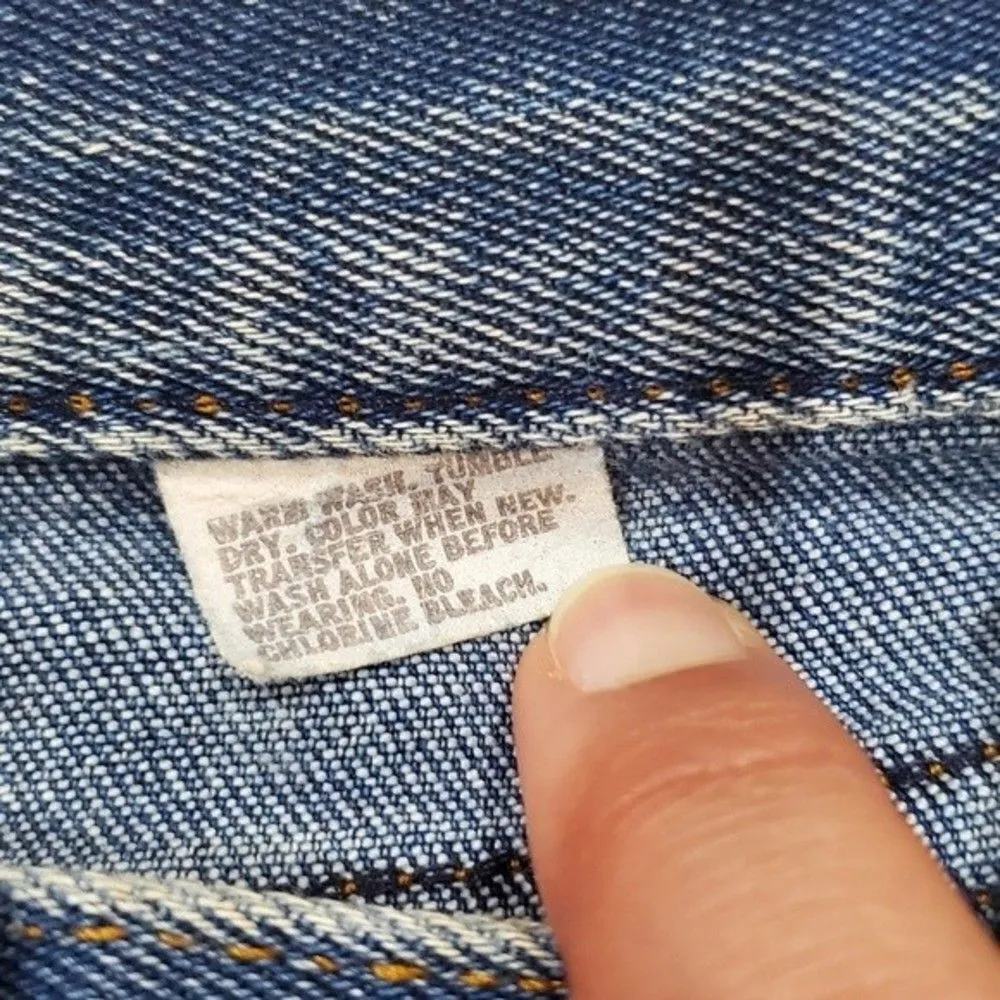 WARM WASH. TUMBLE
DRY. COLOR MAY
TRANSFER WHEN NEW.
WASH ALONE BEFORE
WEARING. NO
CHLORINE BLEACH.